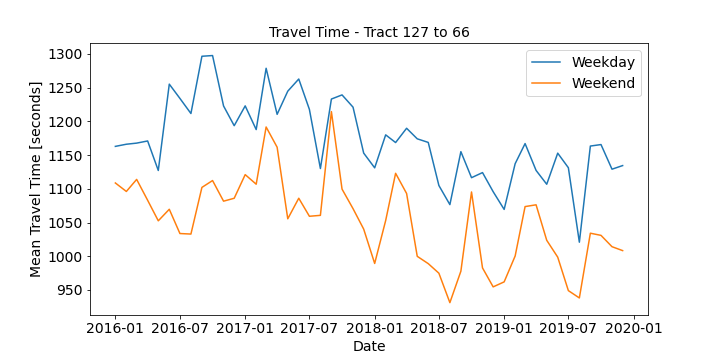 Travel Time - Tract 127 to 66
Weekday
Weekend
Mean Travel Time [seconds]
1300
1250
1200
1150
1100
1050
1000
950
2016-01 2016-07 2017-01 2017-07 2018-01 2018-07 2019-01 2019-07 2020-01
Date